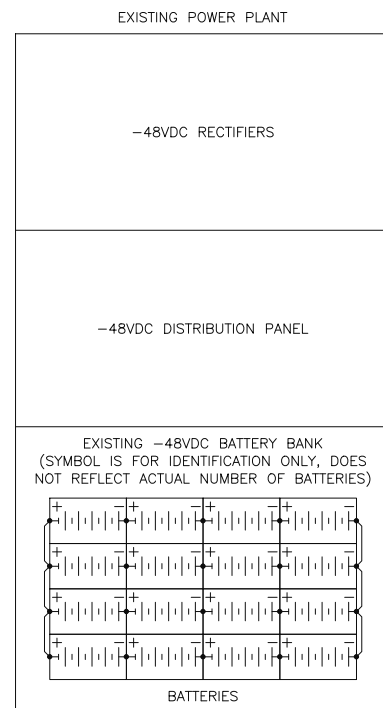 EXISTING POWER PLANT
-48VDC RECTIFIERS
-48VDC DISTRIBUTION PANEL
EXISTING -48VDC BATTERY BANK
(SYMBOL IS FOR IDENTIFICATION ONLY, DOES
NOT REFLECT ACTUAL NUMBER OF BATTERIES)
+ - + - + - + -
+ - + - + - + -
+ - + - + - + -
+ - + - + - + -
BATTERIES